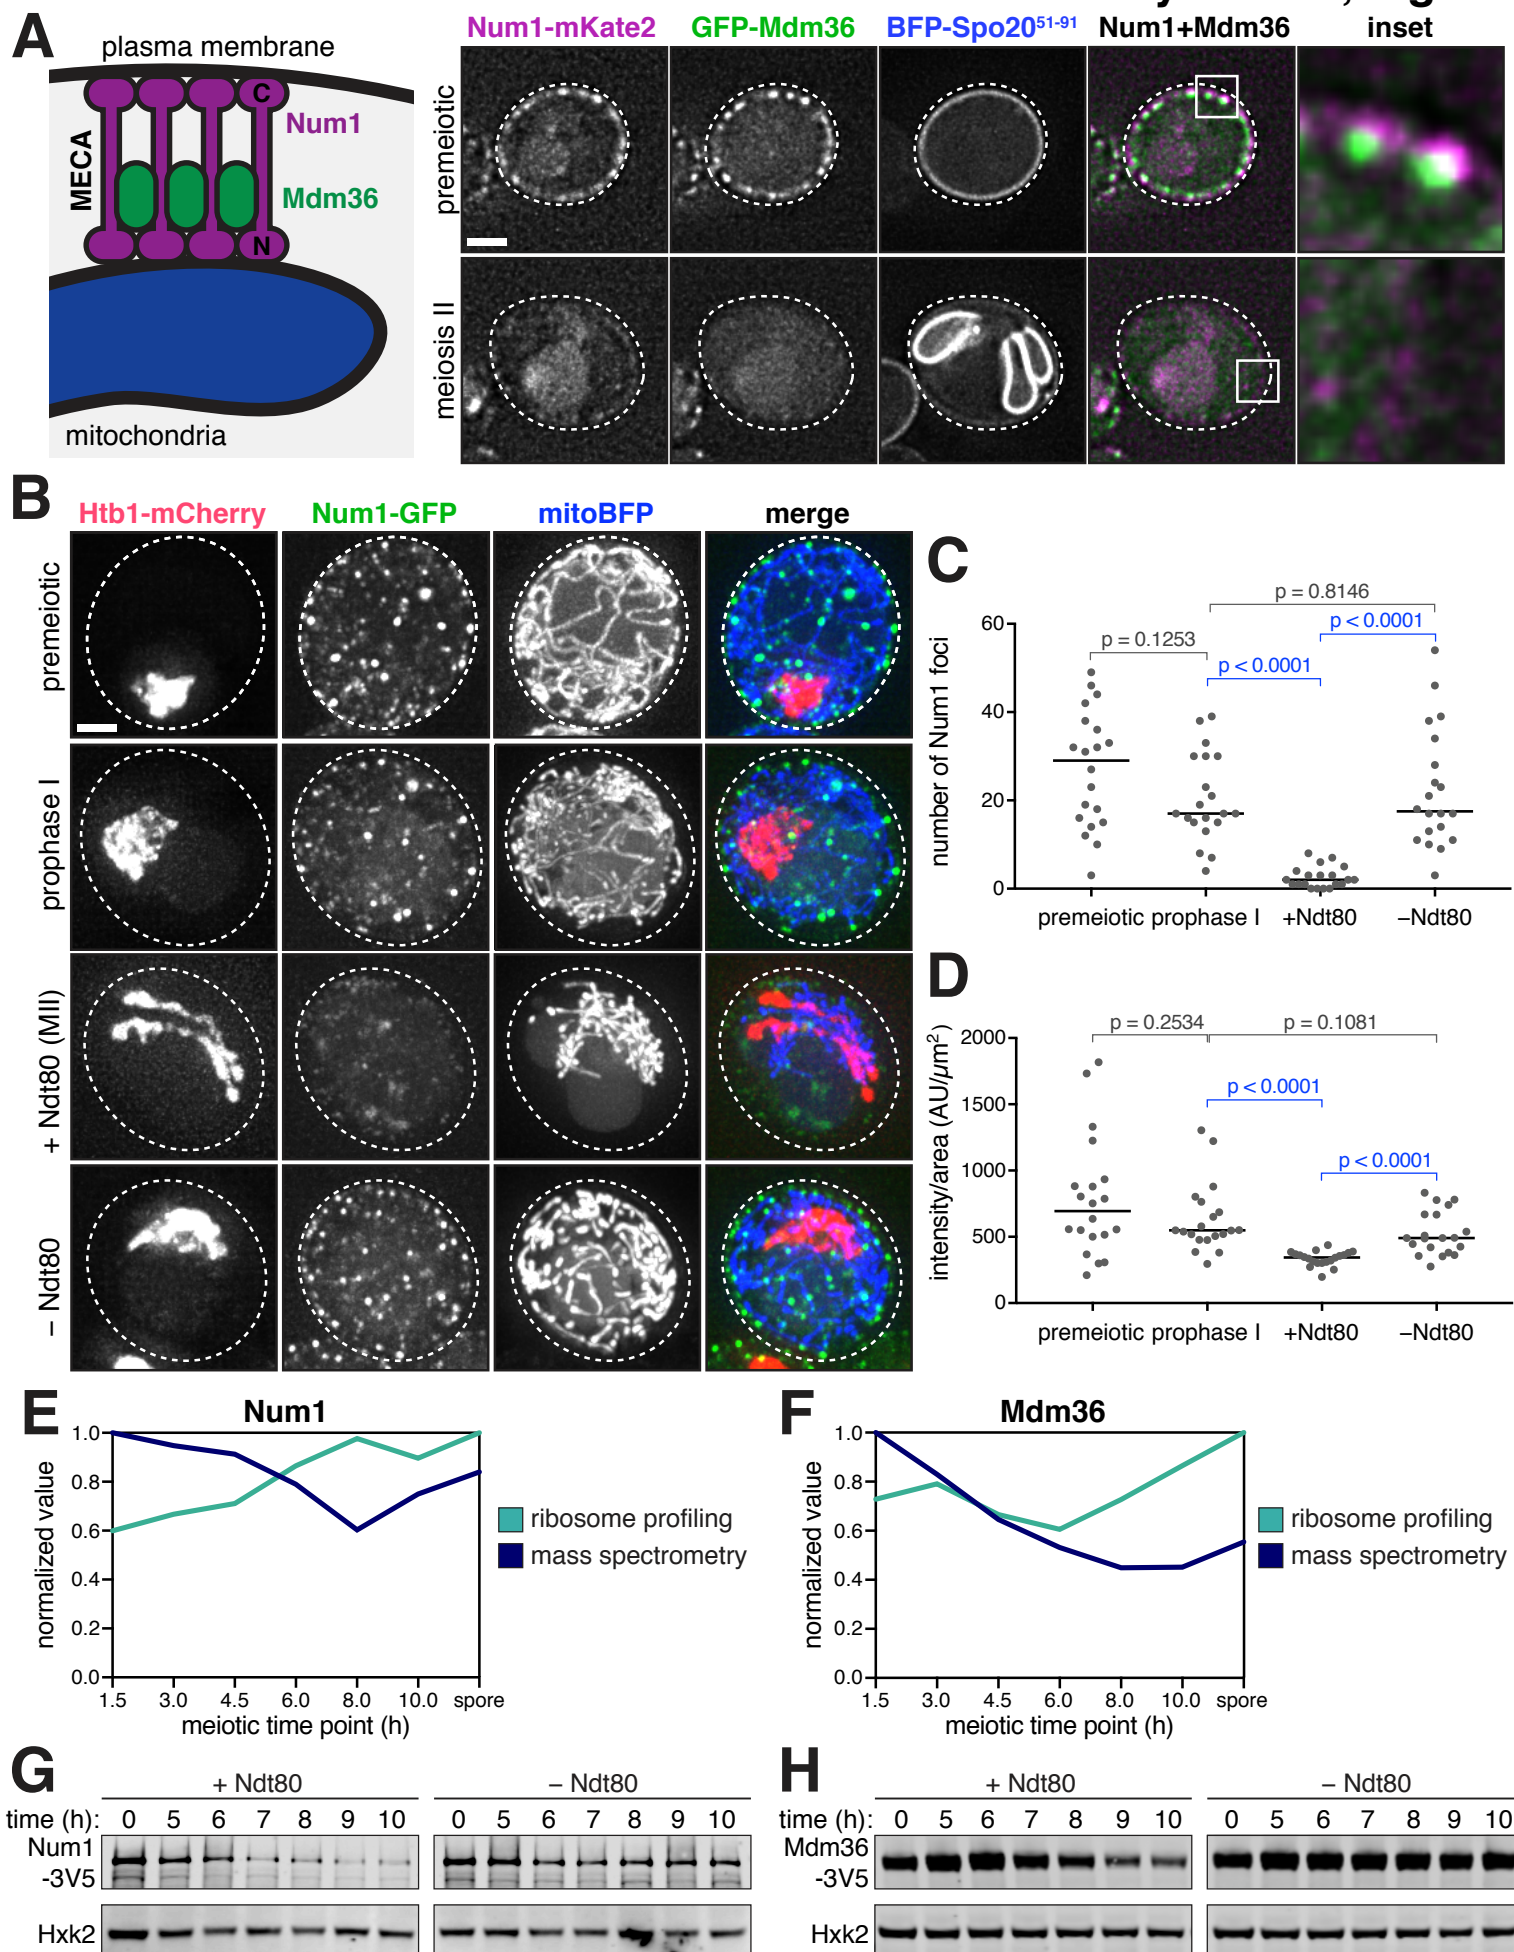 A
plasma membrane
C
Num1
MECA
Mdm36
N
mitochondria
Num1-mKate2 GFP-Mdm36 BFP-Spo20⁵¹⁻⁹¹ Num1+Mdm36 inset
premeiotic
meiosis II
B
Htb1-mCherry Num1-GFP mitoBFP merge
premeiotic
prophase I
+ Ndt80 (MII)
– Ndt80
C
number of Num1 foci
60
40
20
0
p = 0.8146
p < 0.0001
p = 0.1253
p < 0.0001
premeiotic prophase I +Ndt80 –Ndt80
D
intensity/area (AU/µm²)
2000
1500
1000
500
0
p = 0.2534
p = 0.1081
p < 0.0001
p < 0.0001
premeiotic prophase I +Ndt80 –Ndt80
E
Num1
normalized value
1.0
0.8
0.6
0.4
0.2
0.0
1.5 3.0 4.5 6.0 8.0 10.0 spore
meiotic time point (h)
ribosome profiling
mass spectrometry
F
Mdm36
normalized value
1.0
0.8
0.6
0.4
0.2
0.0
1.5 3.0 4.5 6.0 8.0 10.0 spore
meiotic time point (h)
ribosome profiling
mass spectrometry
G
+ Ndt80 – Ndt80
time (h): 0 5 6 7 8 9 10 0 5 6 7 8 9 10
Num1
-3V5
Hxk2
H
+ Ndt80 – Ndt80
time (h): 0 5 6 7 8 9 10 0 5 6 7 8 9 10
Mdm36
-3V5
Hxk2